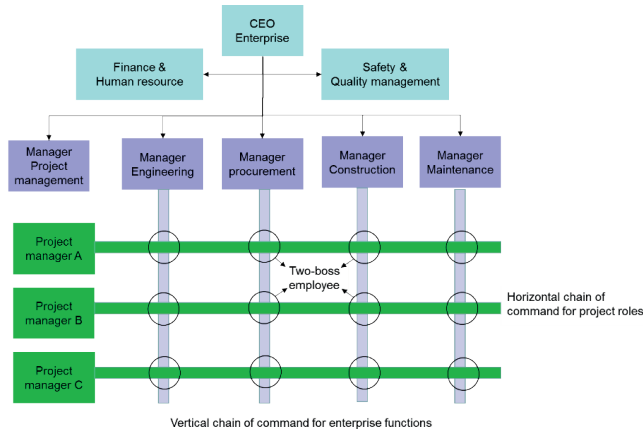 CEO
Enterprise
Finance &
Human resource
Safety &
Quality management
Manager
Project
management
Manager
Engineering
Manager
procurement
Manager
Construction
Manager
Maintenance
Project
manager A
Two-boss
employee
Project
manager B
Horizontal chain of
command for project roles
Project
manager C
Vertical chain of command for enterprise functions